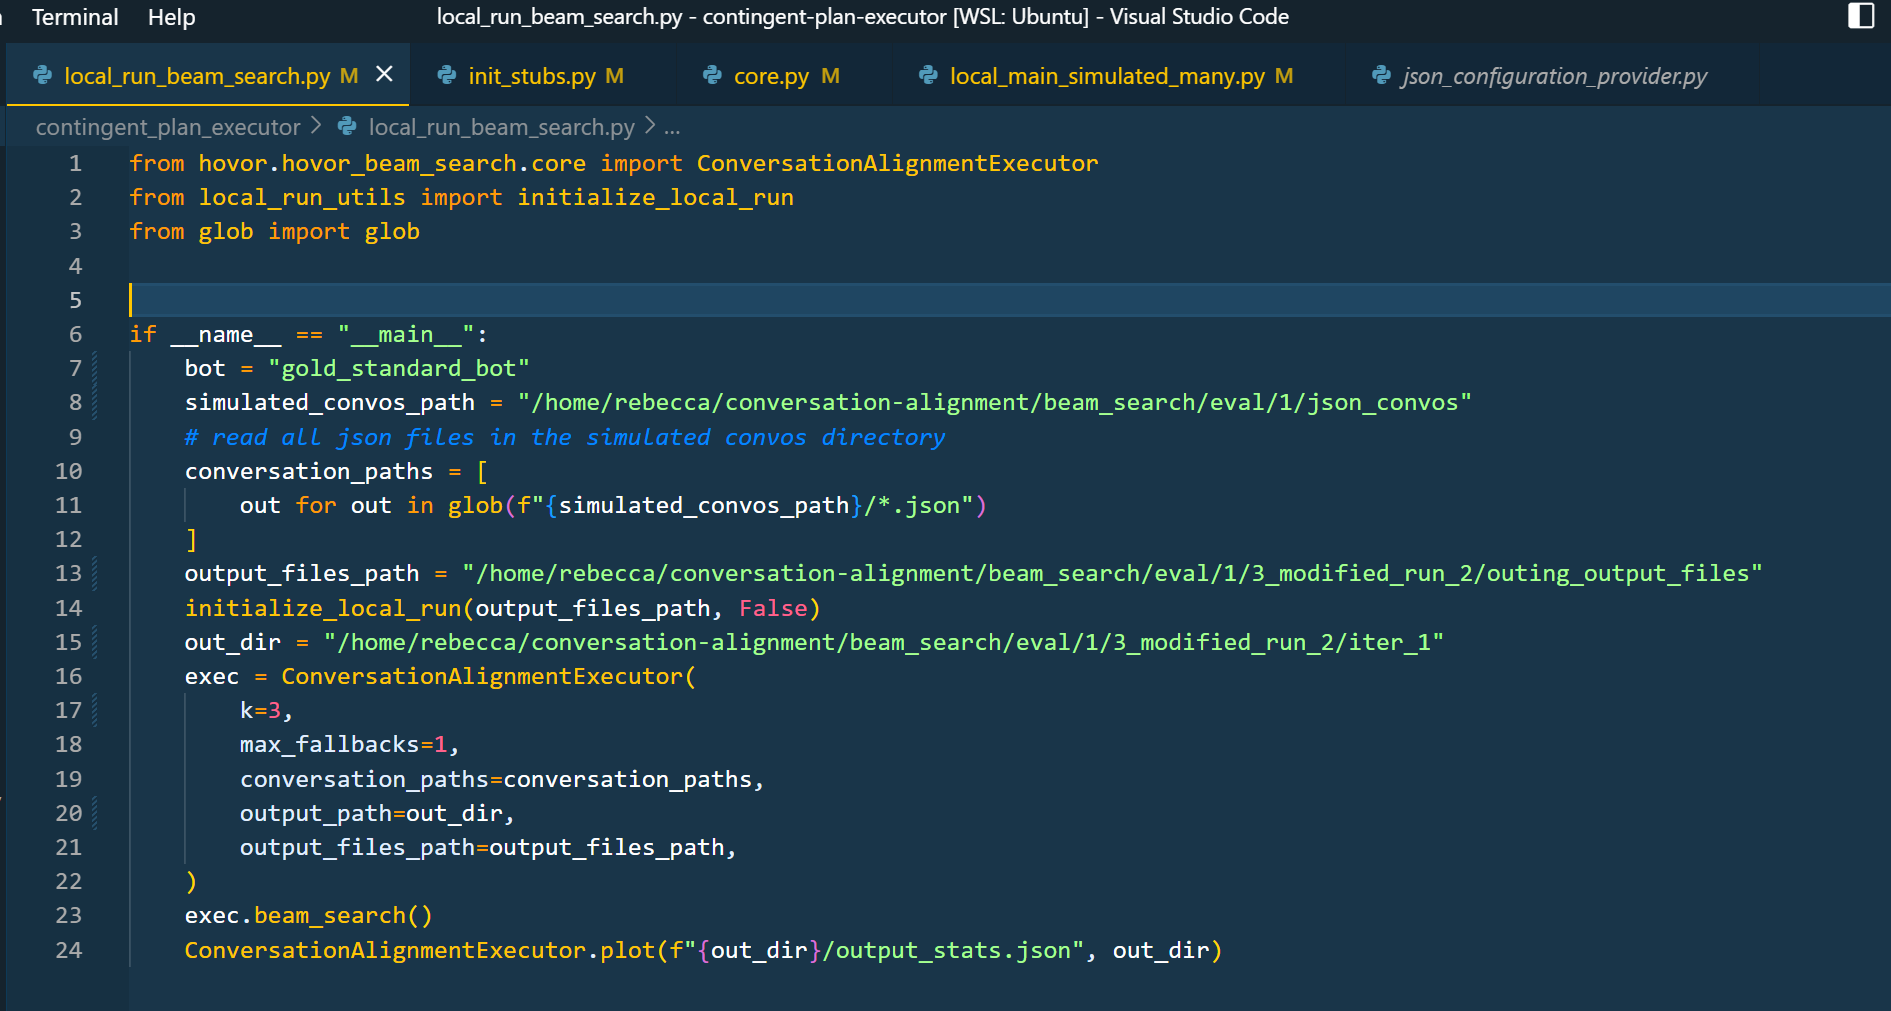 Terminal Help local_run_beam_search.py - contingent-plan-executor [WSL: Ubuntu] - Visual Studio Code
local_run_beam_search.py M init_stubs.py M core.py M local_main_simulated_many.py M json_configuration_provider.py
contingent_plan_executor > local_run_beam_search.py > ...
1 from hovor.hovor_beam_search.core import ConversationAlignmentExecutor
2 from local_run_utils import initialize_local_run
3 from glob import glob
4
5
6 if __name__ == "__main__":
7     bot = "gold_standard_bot"
8     simulated_convos_path = "/home/rebecca/conversation-alignment/beam_search/eval/1/json_convos"
9     # read all json files in the simulated convos directory
10     conversation_paths = [
11         out for out in glob(f"{simulated_convos_path}/*.json")
12     ]
13     output_files_path = "/home/rebecca/conversation-alignment/beam_search/eval/1/3_modified_run_2/outing_output_files"
14     initialize_local_run(output_files_path, False)
15     out_dir = "/home/rebecca/conversation-alignment/beam_search/eval/1/3_modified_run_2/iter_1"
16     exec = ConversationAlignmentExecutor(
17         k=3,
18         max_fallbacks=1,
19         conversation_paths=conversation_paths,
20         output_path=out_dir,
21         output_files_path=output_files_path,
22     )
23     exec.beam_search()
24     ConversationAlignmentExecutor.plot(f"{out_dir}/output_stats.json", out_dir)